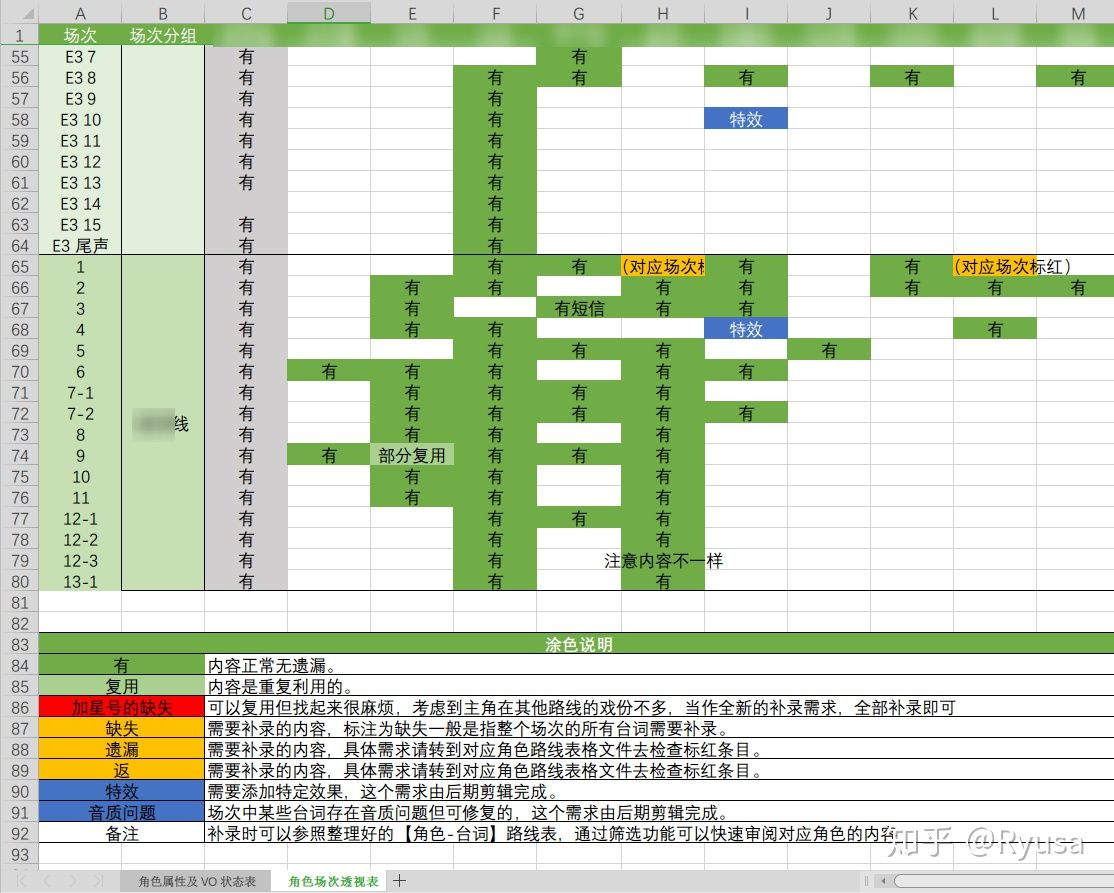 A B C D E F G H I J K L M
1 场次 场次分组
55 E3 7 有 有
56 E3 8 有 有 有 有 有 有
57 E3 9 有 有
58 E3 10 有 有 特效
59 E3 11 有 有
60 E3 12 有 有
61 E3 13 有 有
62 E3 14 有
63 E3 15 有 有
64 E3 尾声 有 有
65 1 有 有 有 （对应场次标 有 有 （对应场次标红）
66 2 有 有 有 有 有 有 有 有
67 3 有 有 有短信 有 有
68 4 有 有 有 特效 有
69 5 有 有 有 有 有
70 6 有 有 有 有 有 有
71 7-1 有 有 有 有 有
72 7-2 有 有 有 有 有 有
73 8 线 有 有 有 有
74 9 有 有 部分复用 有 有 有
75 10 有 有 有 有
76 11 有 有 有 有
77 12-1 有 有 有 有
78 12-2 有 有 有
79 12-3 有 有 注意内容不一样
80 13-1 有 有 有
81
82
83 涂色说明
84 有 内容正常无遗漏。
85 复用 内容是重复利用的。
86 加星号的缺失 可以复用但找起来很麻烦，考虑到主角在其他路线的戏份不多，当作全新的补录需求，全部补录即可
87 缺失 需要补录的内容，标注为缺失一般是指整个场次的所有台词需要补录。
88 遗漏 需要补录的内容，具体需求请转到对应角色路线表格文件去检查标红条目。
89 返 需要补录的内容，具体需求请转到对应角色路线表格文件去检查标红条目。
90 特效 需要添加特定效果，这个需求由后期剪辑完成。
91 音质问题 场次中某些台词存在音质问题但可修复的，这个需求由后期剪辑完成。
92 备注 补录时可以参照整理好的【角色-台词】路线表，通过筛选功能可以快速审阅对应角色的内容
93
知乎 @Ryusa
角色属性及 VO 状态表 角色场次透视表 +